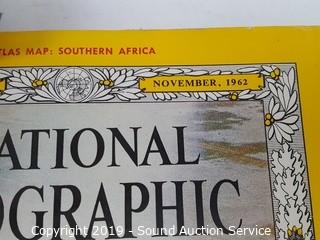 TLAS MAP: SOUTHERN AFRICA
NOVEMBER, 1962
ATIONAL
OGRAPHIC
Copyright 2019 - Sound Auction Service